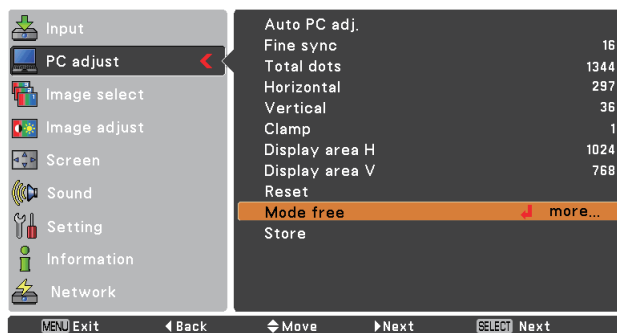 Input
PC adjust
Image select
Image adjust
Screen
Sound
Setting
Information
Network
Auto PC adj.
Fine sync 16
Total dots 1344
Horizontal 297
Vertical 36
Clamp 1
Display area H 1024
Display area V 768
Reset
Mode free more...
Store
MENU Exit Back Move Next SELECT Next